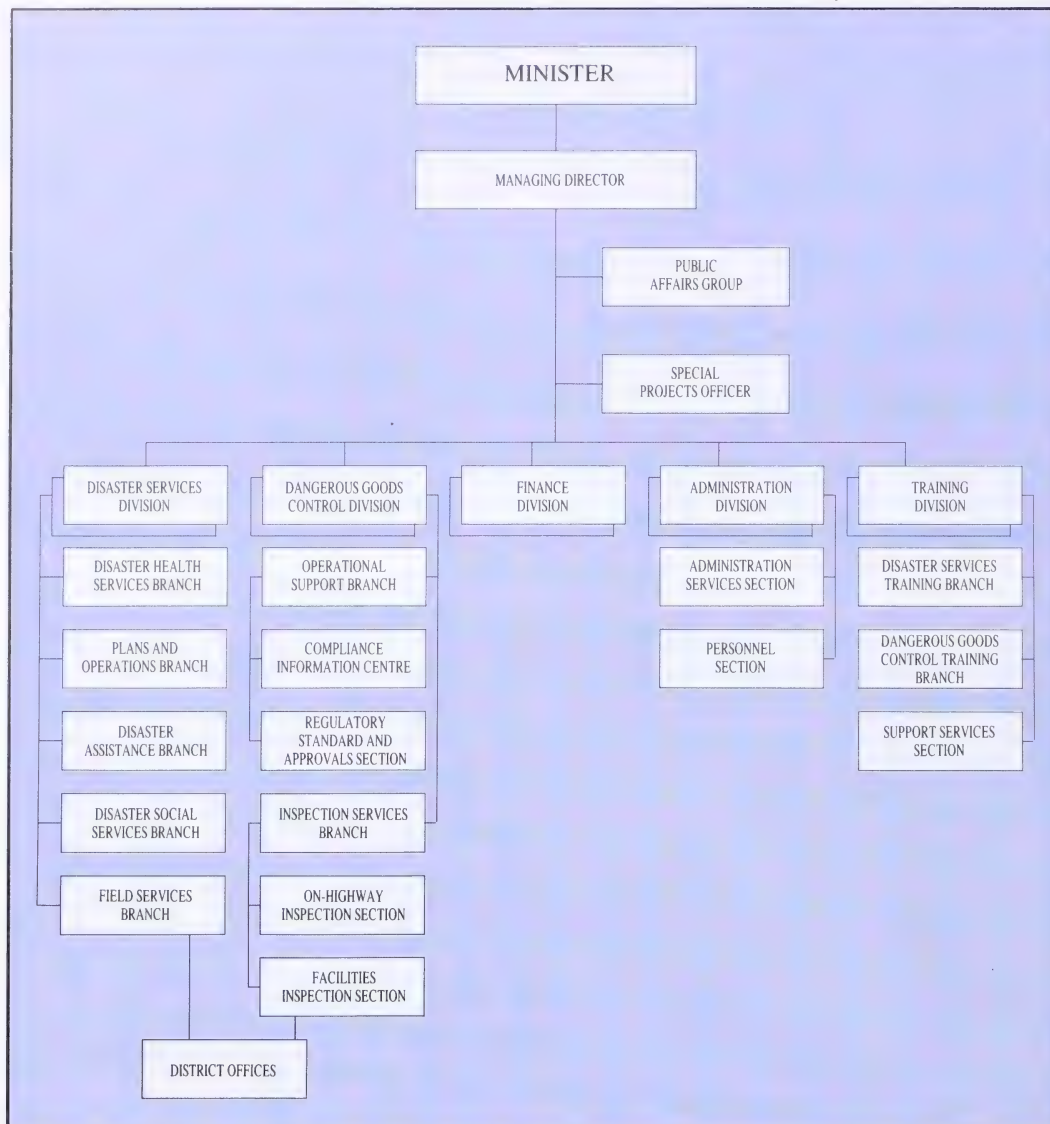 MINISTER
MANAGING DIRECTOR
PUBLIC
AFFAIRS GROUP
SPECIAL
PROJECTS OFFICER
DISASTER SERVICES
DIVISION
DANGEROUS GOODS
CONTROL DIVISION
FINANCE
DIVISION
ADMINISTRATION
DIVISION
TRAINING
DIVISION
DISASTER HEALTH
SERVICES BRANCH
OPERATIONAL
SUPPORT BRANCH
ADMINISTRATION
SERVICES SECTION
DISASTER SERVICES
TRAINING BRANCH
PLANS AND
OPERATIONS BRANCH
COMPLIANCE
INFORMATION CENTRE
PERSONNEL
SECTION
DANGEROUS GOODS
CONTROL TRAINING
BRANCH
DISASTER
ASSISTANCE BRANCH
REGULATORY
STANDARD AND
APPROVALS SECTION
SUPPORT SERVICES
SECTION
DISASTER SOCIAL
SERVICES BRANCH
INSPECTION SERVICES
BRANCH
FIELD SERVICES
BRANCH
ON-HIGHWAY
INSPECTION SECTION
FACILITIES
INSPECTION SECTION
DISTRICT OFFICES